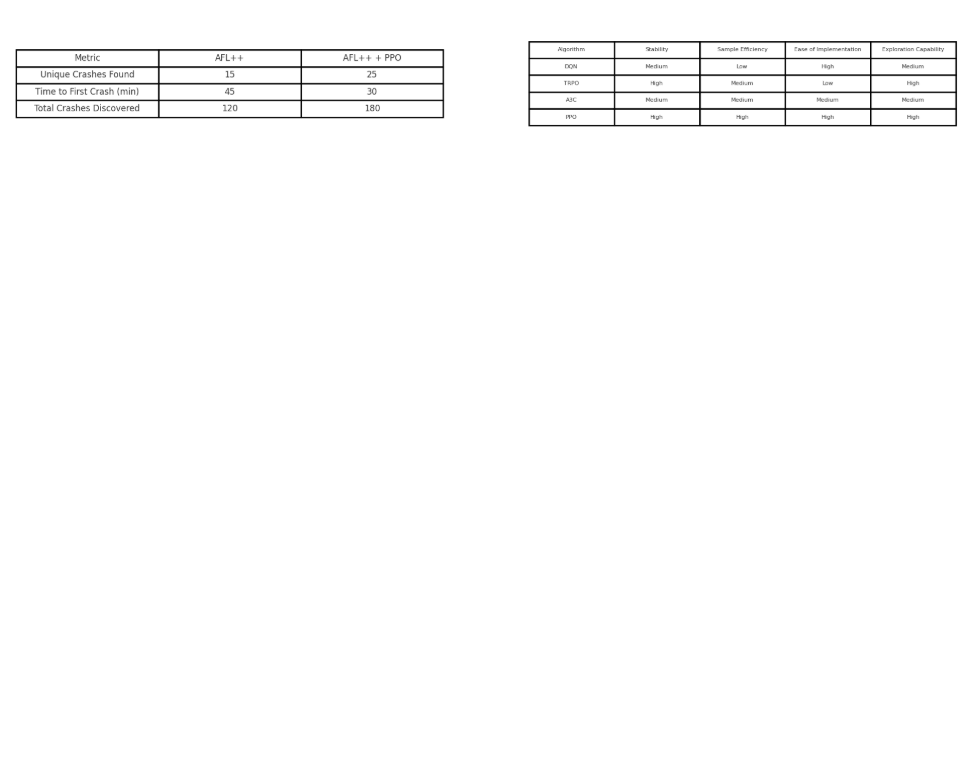 Metric AFL++ AFL++ + PPO
Unique Crashes Found 15 25
Time to First Crash (min) 45 30
Total Crashes Discovered 120 180
Algorithm Stability Sample Efficiency Ease of Implementation Exploration Capability
DQN Medium Low High Medium
TRPO High Medium Low High
A3C Medium Medium Medium Medium
PPO High High High High